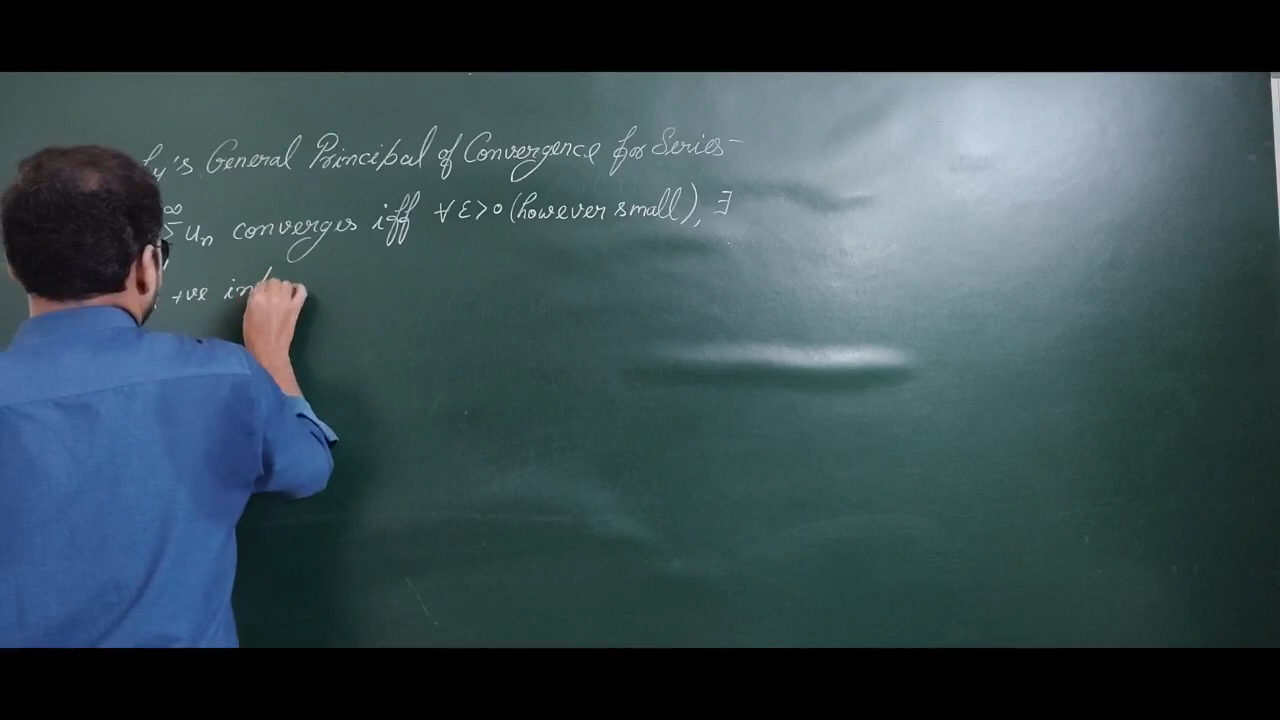 's General Principal of Convergence for Series-
∞
Σ uₙ converges iff ∀ ε > 0 (however small), ∃
+ve in